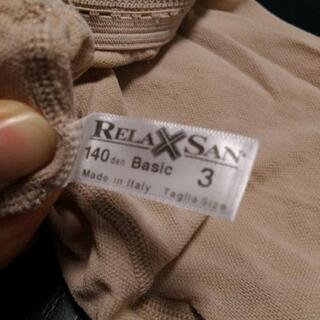 RELAXSAN
140 den Basic 3
Made in Italy Taglia Size